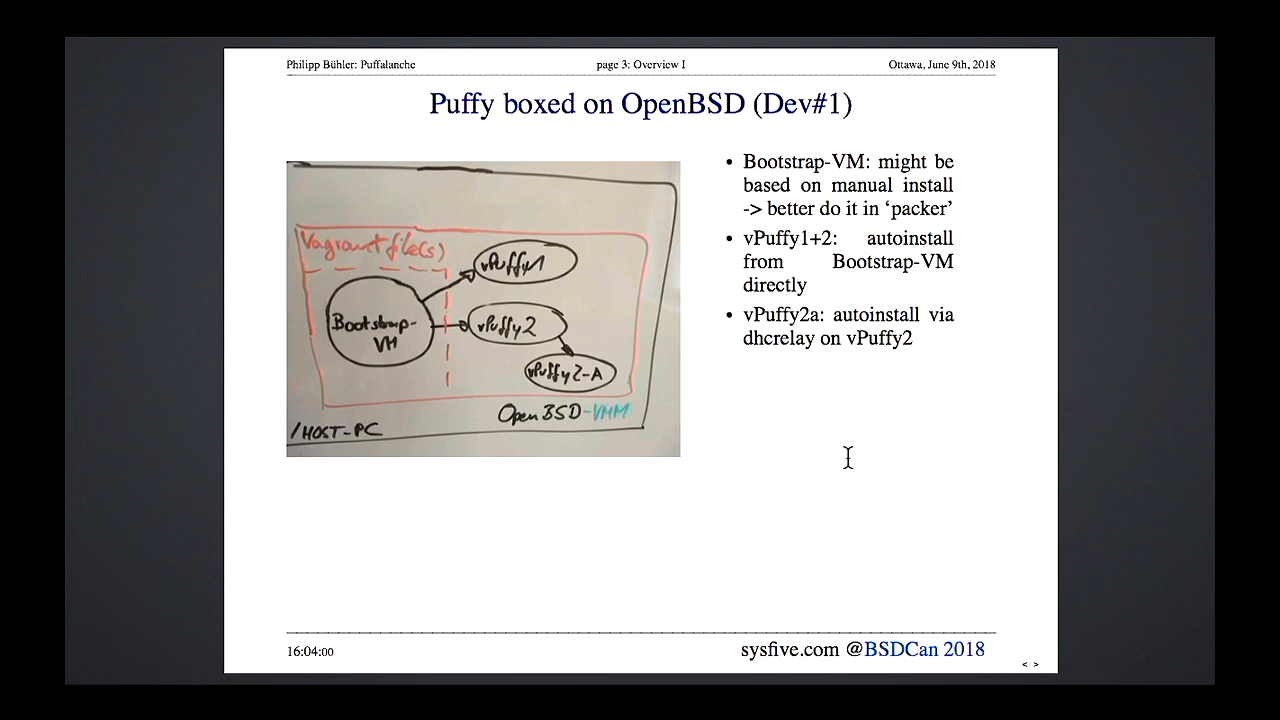 Philipp Bühler: Puffalanche page 3: Overview I Ottawa, June 9th, 2018
Puffy boxed on OpenBSD (Dev#1)
Vagrantfile(s)
vPuffy1
Bootstrap-
VM
vPuffy2
vPuffy2-A
OpenBSD-VMM
/HOST-PC
• Bootstrap-VM: might be
based on manual install
-> better do it in ‘packer’
• vPuffy1+2: autoinstall
from Bootstrap-VM
directly
• vPuffy2a: autoinstall via
dhcrelay on vPuffy2
16:04:00 sysfive.com @BSDCan 2018
< >